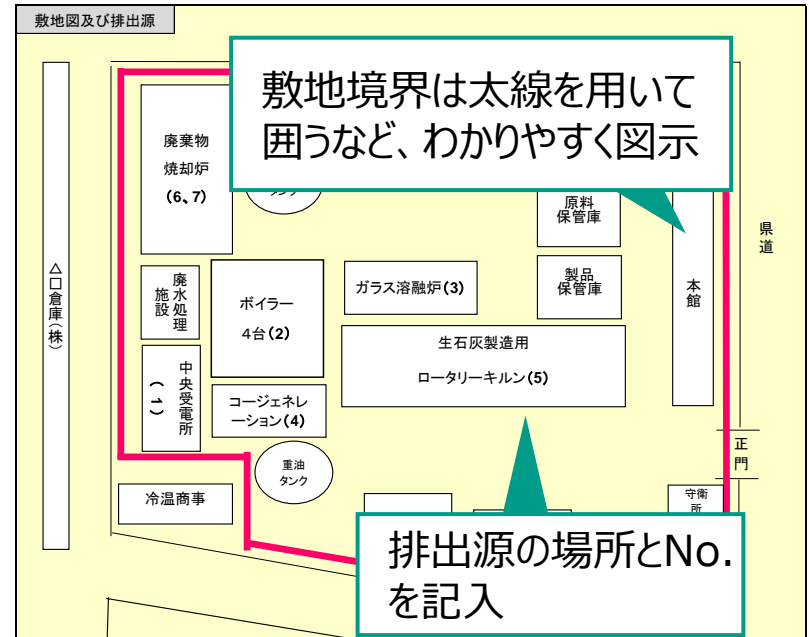 敷地図及び排出源
敷地境界は太線を用いて
囲うなど、わかりやすく図示
廃棄物
焼却炉
(6、7)
原料
保管庫
県道
△口倉庫(株)
廃水処理
施設
ボイラー
4台(2)
ガラス溶融炉(3)
製品
保管庫
本館
生石灰製造用
ロータリーキルン(5)
中央受電所
(1)
コージェネレ
ーション(4)
重油
タンク
正門
冷温商事
守衛
所
排出源の場所とNo.
を記入